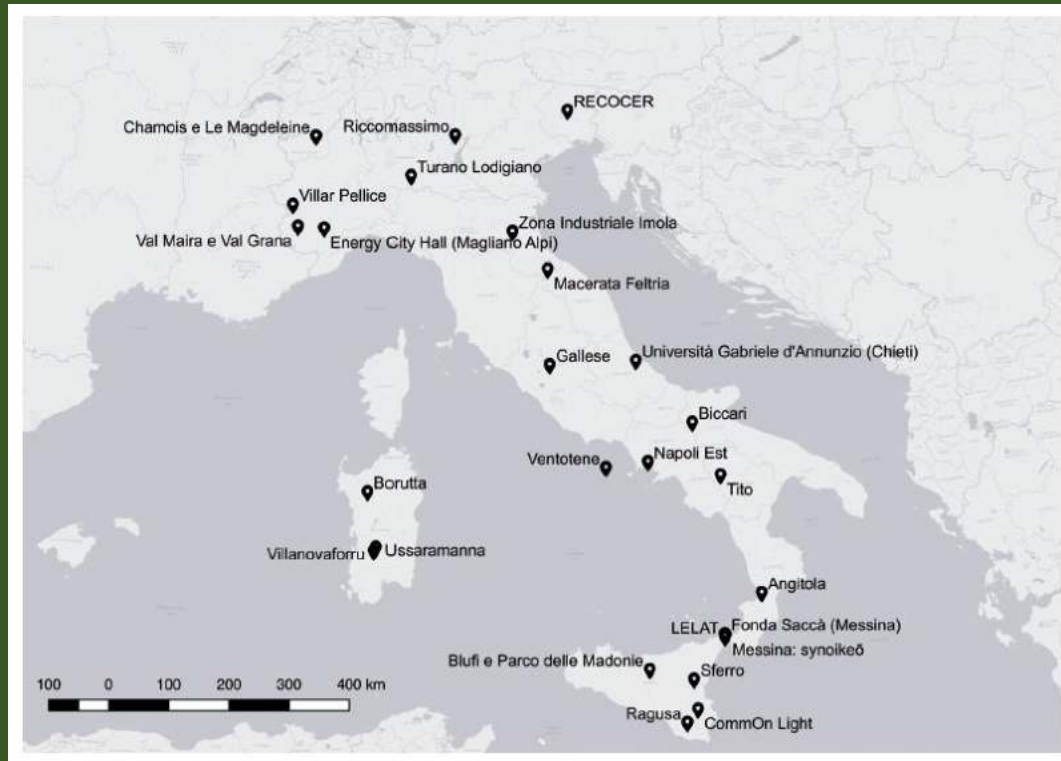 RECOCER
Chamois e Le Magdeleine
Riccomassimo
Turano Lodigiano
Villar Pellice
Zona Industriale Imola
Val Maira e Val Grana
Energy City Hall (Magliano Alpi)
Macerata Feltria
Università Gabriele d'Annunzio (Chieti)
Gallese
Biccari
Ventotene
Napoli Est
Borutta
Tito
Villanovaforru
Ussaramanna
Angitola
LELAT
Fonda Saccà (Messina)
Messina: synoikeō
Blufi e Parco delle Madonie
Sferro
100 0 100 200 300 400 km
Ragusa
CommOn Light